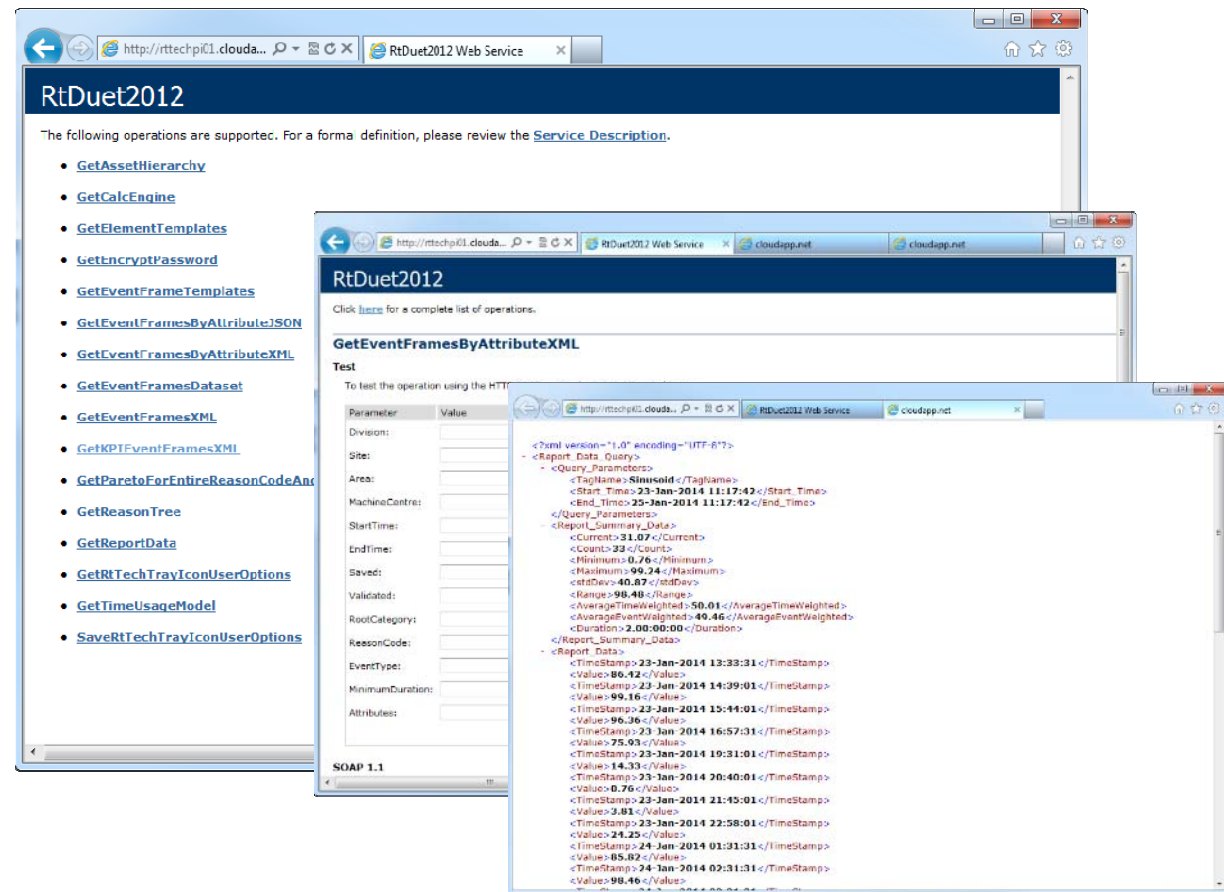 http://rttechpi01.clouda...
RtDuet2012 Web Service
RtDuet2012
The following operations are supportec. For a forma definition, please review the Service Description.
GetAssetHierarchy
GetCalcEngine
GetElementTemplates
GetEncryptPassword
GetEventFrameTemplates
GetEventFramesByAttributeJSON
GetEventFramesByAttributeXML
GetEventFramesDataset
GetEventFramesXML
GetKPIEventFramesXML
GetParetoForEntireReasonCodeAnd
GetReasonTree
GetReportData
GetRtTechTrayIconUserOptions
GetTimeUsageModel
SaveRtTechTrayIconUserOptions
http://rttechpi01.clouda...
RtDuet2012 Web Service
cloudapp.net
cloudapp.net
RtDuet2012
Click here for a complete list of operations.
GetEventFramesByAttributeXML
Test
To test the operation using the HTT
Parameter Value
Division:
Site:
Area:
MachineCentre:
StartTime:
EndTime:
Saved:
Validated:
RootCategory:
ReasonCode:
EventType:
MinimumDuration:
Attributes:
SOAP 1.1
http://rttechpi01.clouda...
RtDuet2012 Web Service
cloudapp.net
<?xml version="1.0" encoding="UTF-8"?>
- <Report_Data_Query>
- <Query_Parameters>
<TagName>Sinusoid</TagName>
<Start_Time>23-Jan-2014 11:17:42</Start_Time>
<End_Time>25-Jan-2014 11:17:42</End_Time>
</Query_Parameters>
- <Report_Summary_Data>
<Current>31.07</Current>
<Count>33</Count>
<Minimum>0.76</Minimum>
<Maximum>99.24</Maximum>
<stdDev>40.87</stdDev>
<Range>98.48</Range>
<AverageTimeWeighted>50.01</AverageTimeWeighted>
<AverageEventWeighted>49.46</AverageEventWeighted>
<Duration>2.00:00:00</Duration>
</Report_Summary_Data>
- <Report_Data>
<TimeStamp>23-Jan-2014 13:33:31</TimeStamp>
<Value>86.42</Value>
<TimeStamp>23-Jan-2014 14:39:01</TimeStamp>
<Value>99.16</Value>
<TimeStamp>23-Jan-2014 15:44:01</TimeStamp>
<Value>96.36</Value>
<TimeStamp>23-Jan-2014 16:57:31</TimeStamp>
<Value>75.93</Value>
<TimeStamp>23-Jan-2014 19:31:01</TimeStamp>
<Value>14.33</Value>
<TimeStamp>23-Jan-2014 20:40:01</TimeStamp>
<Value>0.76</Value>
<TimeStamp>23-Jan-2014 21:45:01</TimeStamp>
<Value>3.81</Value>
<TimeStamp>23-Jan-2014 22:58:01</TimeStamp>
<Value>24.25</Value>
<TimeStamp>24-Jan-2014 01:31:31</TimeStamp>
<Value>85.82</Value>
<TimeStamp>24-Jan-2014 02:31:31</TimeStamp>
<Value>98.46</Value>